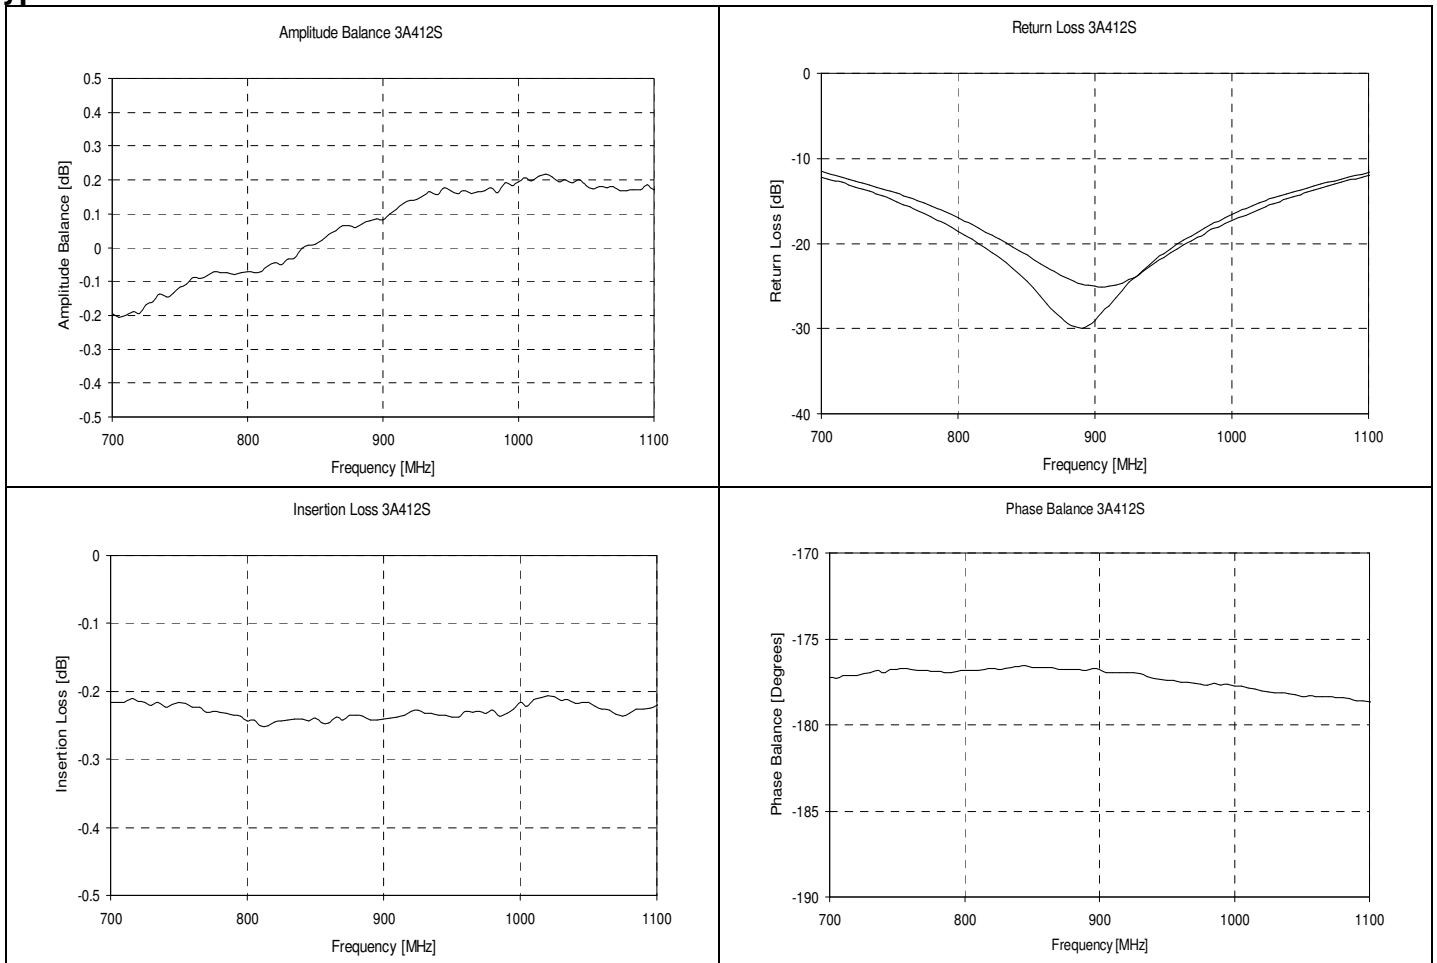 Amplitude Balance 3A412S
0.5
0.4
0.3
0.2
0.1
0
-0.1
-0.2
-0.3
-0.4
-0.5
Amplitude Balance [dB]
700 800 900 1000 1100
Frequency [MHz]
Return Loss 3A412S
0
-10
-20
-30
-40
Return Loss [dB]
700 800 900 1000 1100
Frequency [MHz]
Insertion Loss 3A412S
0
-0.1
-0.2
-0.3
-0.4
-0.5
Insertion Loss [dB]
700 800 900 1000 1100
Frequency [MHz]
Phase Balance 3A412S
-170
-175
-180
-185
-190
Phase Balance [Degrees]
700 800 900 1000 1100
Frequency [MHz]